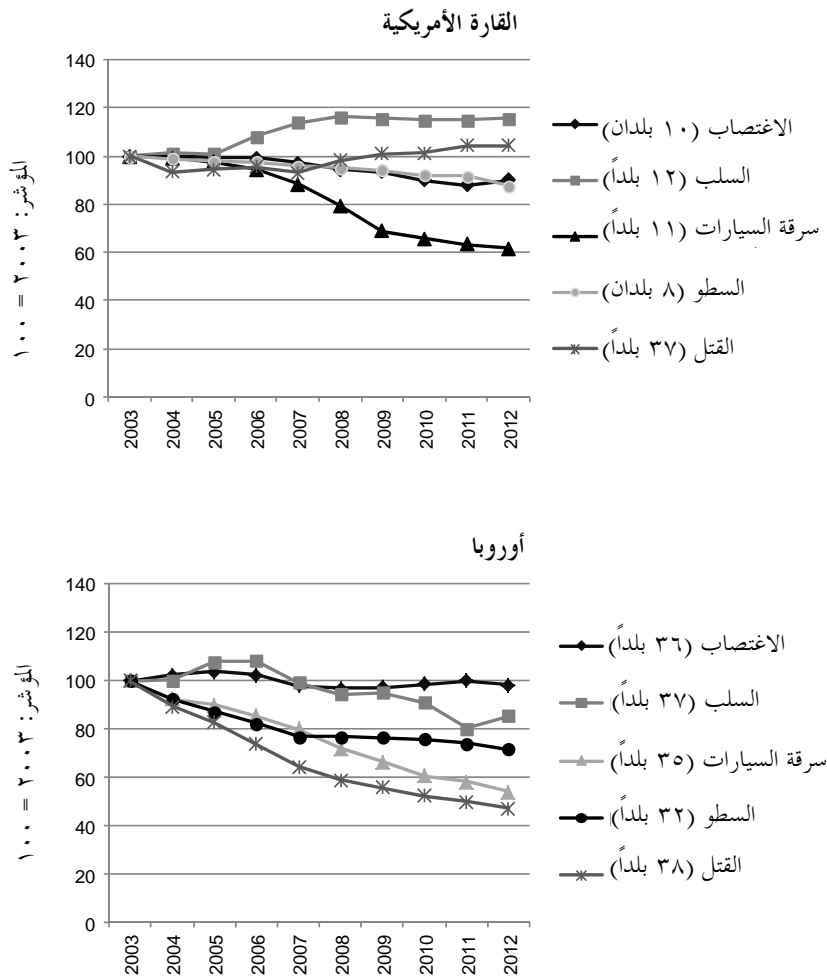 القارة الأمريكية
المؤشر: ٢٠٠٣ = ١٠٠
140
120
100
80
60
40
20
0
2003
2004
2005
2006
2007
2008
2009
2010
2011
2012
الاغتصاب (١٠ بلدان)
السلب (١٢ بلداً)
سرقة السيارات (١١ بلداً)
السطو (٨ بلدان)
القتل (٣٧ بلداً)
أوروبا
المؤشر: ٢٠٠٣ = ١٠٠
140
120
100
80
60
40
20
0
2003
2004
2005
2006
2007
2008
2009
2010
2011
2012
الاغتصاب (٣٦ بلداً)
السلب (٣٧ بلداً)
سرقة السيارات (٣٥ بلداً)
السطو (٣٢ بلداً)
القتل (٣٨ بلداً)